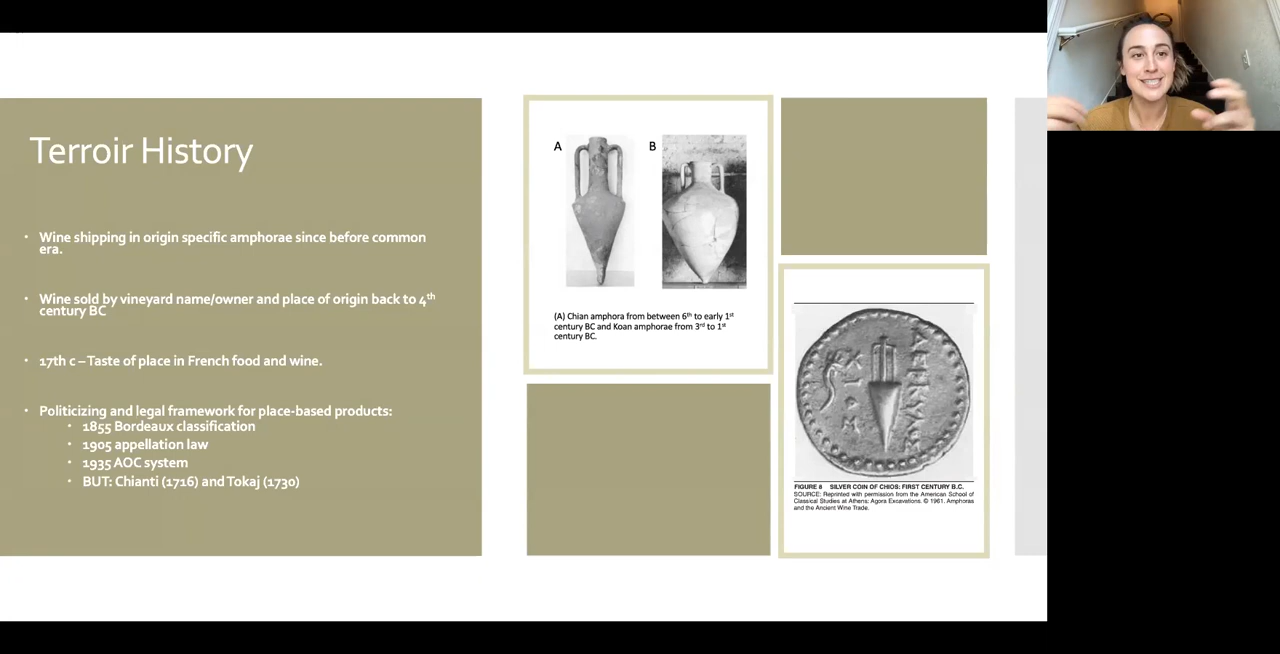 Terroir History
• Wine shipping in origin specific amphorae since before common
era.
• Wine sold by vineyard name/owner and place of origin back to 4th
century BC
• 17th c – Taste of place in French food and wine.
• Politicizing and legal framework for place-based products:
• 1855 Bordeaux classification
• 1905 appellation law
• 1935 AOC system
• BUT: Chianti (1716) and Tokaj (1730)
A B
(A) Chian amphora from between 6th to early 1st
century BC and Koan amphorae from 3rd to 1st
century BC.
FIGURE 6 SILVER COIN OF CHIOS: FIRST CENTURY B.C.
SOURCE: Reprinted with permission from the American School of
Classical Studies at Athens: Agora Excavations. © 1961. Amphoras
and the Ancient Wine Trade.